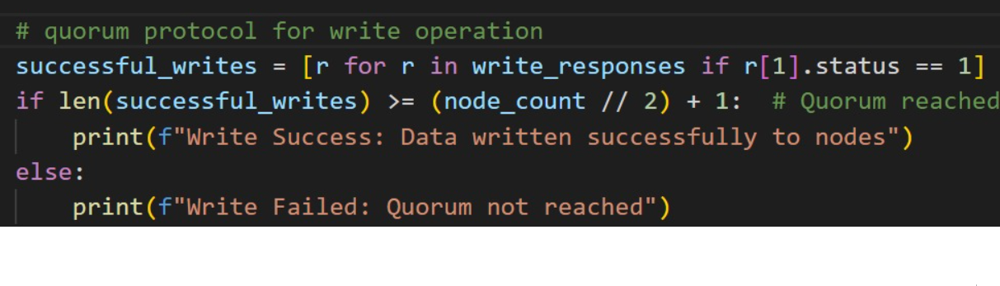 # quorum protocol for write operation
successful_writes = [r for r in write_responses if r[1].status == 1]
if len(successful_writes) >= (node_count // 2) + 1:  # Quorum reached
    print(f"Write Success: Data written successfully to nodes")
else:
    print(f"Write Failed: Quorum not reached")